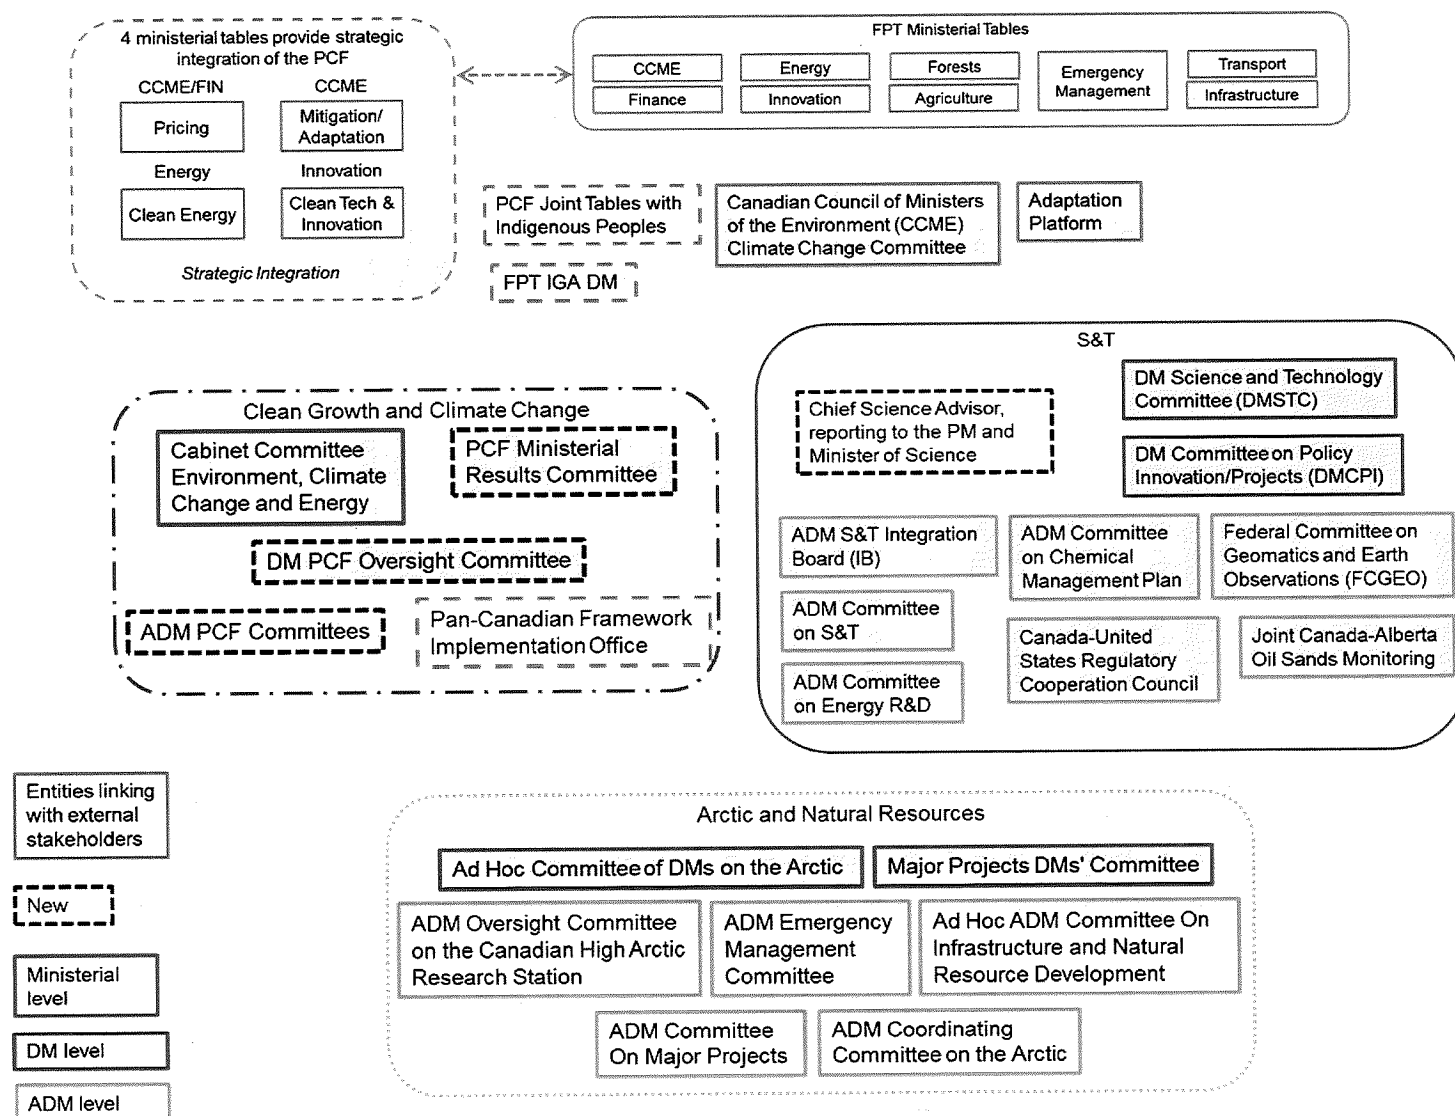 4 ministerial tables provide strategic
integration of the PCF
CCME/FIN
CCME
Pricing
Mitigation/
Adaptation
Energy
Innovation
Clean Energy
Clean Tech &
Innovation
Strategic Integration
FPT Ministerial Tables
CCME
Energy
Forests
Emergency
Management
Transport
Finance
Innovation
Agriculture
Infrastructure
PCF Joint Tables with
Indigenous Peoples
Canadian Council of Ministers
of the Environment (CCME)
Climate Change Committee
Adaptation
Platform
FPT IGA DM
Clean Growth and Climate Change
Cabinet Committee
Environment, Climate
Change and Energy
PCF Ministerial
Results Committee
DM PCF Oversight Committee
ADM PCF Committees
Pan-Canadian Framework
Implementation Office
S&T
Chief Science Advisor,
reporting to the PM and
Minister of Science
DM Science and Technology
Committee (DMSTC)
DM Committee on Policy
Innovation/Projects (DMCPI)
ADM S&T Integration
Board (IB)
ADM Committee
on Chemical
Management Plan
Federal Committee on
Geomatics and Earth
Observations (FCGEO)
ADM Committee
on S&T
Canada-United
States Regulatory
Cooperation Council
Joint Canada-Alberta
Oil Sands Monitoring
ADM Committee
on Energy R&D
Entities linking
with external
stakeholders
New
Ministerial
level
DM level
ADM level
Arctic and Natural Resources
Ad Hoc Committee of DMs on the Arctic
Major Projects DMs' Committee
ADM Oversight Committee
on the Canadian High Arctic
Research Station
ADM Emergency
Management
Committee
Ad Hoc ADM Committee On
Infrastructure and Natural
Resource Development
ADM Committee
On Major Projects
ADM Coordinating
Committee on the Arctic